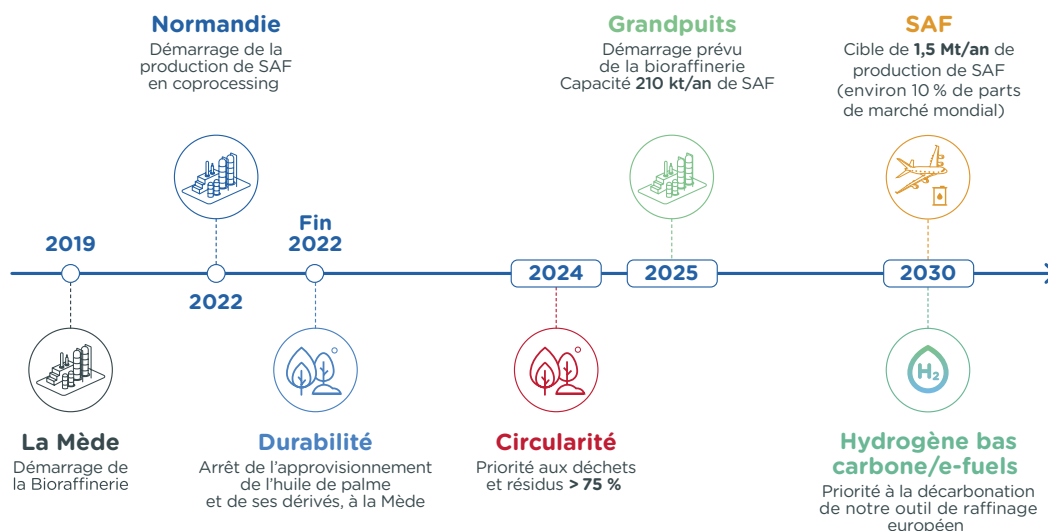 Normandie
Démarrage de la
production de SAF
en coprocessing
Grandpuits
Démarrage prévu
de la bioraffinerie
Capacité 210 kt/an de SAF
SAF
Cible de 1,5 Mt/an de
production de SAF
(environ 10 % de parts
de marché mondial)
2019
2022
Fin
2022
2024
2025
2030
H₂
La Mède
Démarrage de
la Bioraffinerie
Durabilité
Arrêt de l’approvisionnement
de l’huile de palme
et de ses dérivés, à la Mède
Circularité
Priorité aux déchets
et résidus > 75 %
Hydrogène bas
carbone/e-fuels
Priorité à la décarbonation
de notre outil de raffinage
européen